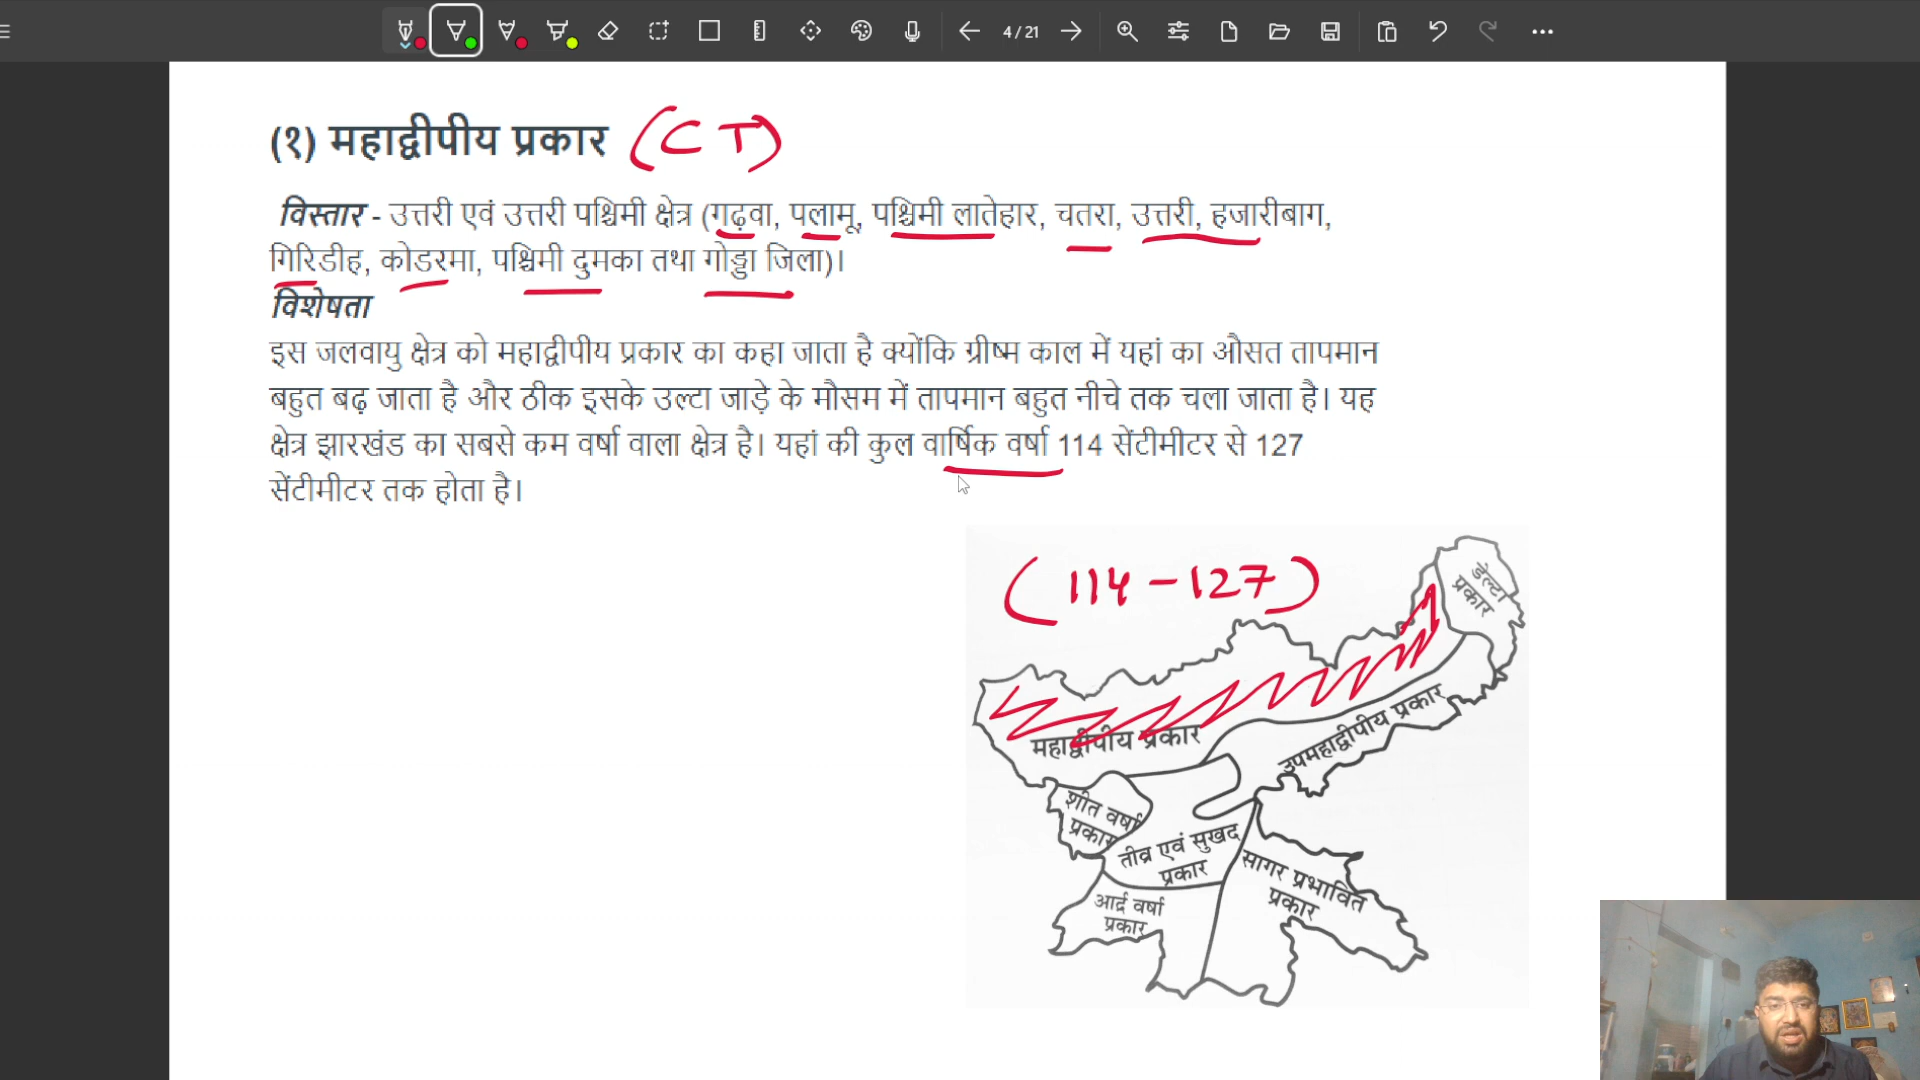 4 / 21
(१) महाद्वीपीय प्रकार (CT)
विस्तार - उत्तरी एवं उत्तरी पश्चिमी क्षेत्र (गढ़वा, पलामू, पश्चिमी लातेहार, चतरा, उत्तरी, हजारीबाग,
गिरिडीह, कोडरमा, पश्चिमी दुमका तथा गोड्डा जिला)।
विशेषता
इस जलवायु क्षेत्र को महाद्वीपीय प्रकार का कहा जाता है क्योंकि ग्रीष्म काल में यहां का औसत तापमान
बहुत बढ़ जाता है और ठीक इसके उल्टा जाड़े के मौसम में तापमान बहुत नीचे तक चला जाता है। यह
क्षेत्र झारखंड का सबसे कम वर्षा वाला क्षेत्र है। यहां की कुल वार्षिक वर्षा 114 सेंटीमीटर से 127
सेंटीमीटर तक होता है।
(114-127)
डेल्टा
प्रकार
महाद्वीपीय प्रकार
उपमहाद्वीपीय प्रकार
शीत वर्षा
प्रकार
तीव्र एवं सुखद
प्रकार
सागर प्रभावित
प्रकार
आर्द्र वर्षा
प्रकार